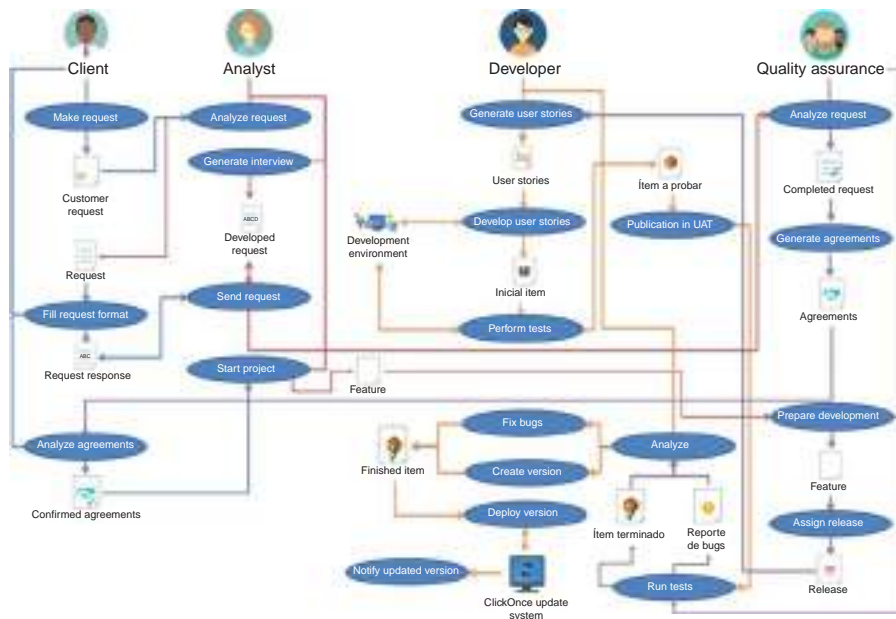 Client
Analyst
Developer
Quality assurance
Make request
Analyze request
Generate user stories
Analyze request
Generate interview
Customer
request
User stories
Ítem a probar
Completed request
ABCD
Developed
request
Development
environment
Develop user stories
Publication in UAT
Generate agreements
Request
Send request
Inicial item
Fill request format
Perform tests
Agreements
ABC
Request response
Start project
Feature
Analyze agreements
Fix bugs
Analyze
Prepare development
Finished item
Create version
Feature
Confirmed agreements
Deploy version
Ítem terminado
Reporte
de bugs
Assign release
Notify updated version
ClickOnce update
system
Run tests
Release